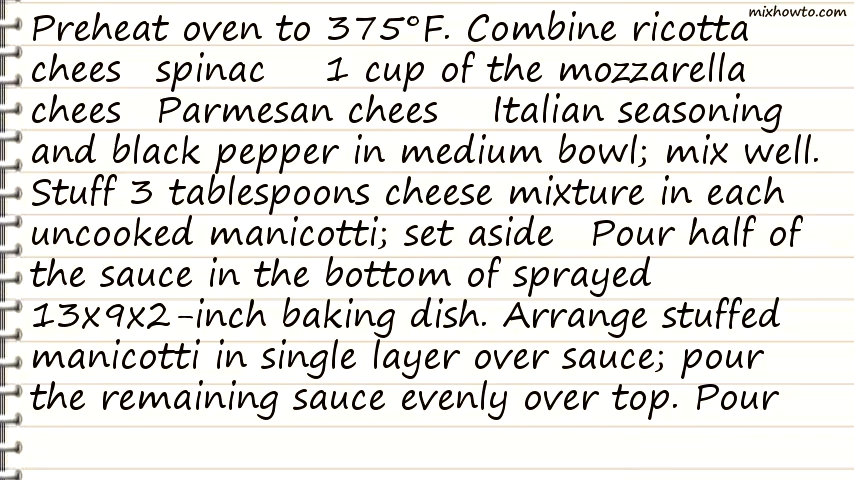 mixhowto.com
Preheat oven to 375°F. Combine ricotta
chees   spinac     1 cup of the mozzarella
chees   Parmesan chees     Italian seasoning
and black pepper in medium bowl; mix well.
Stuff 3 tablespoons cheese mixture in each
uncooked manicotti; set aside   Pour half of
the sauce in the bottom of sprayed
13x9x2-inch baking dish. Arrange stuffed
manicotti in single layer over sauce; pour
the remaining sauce evenly over top. Pour